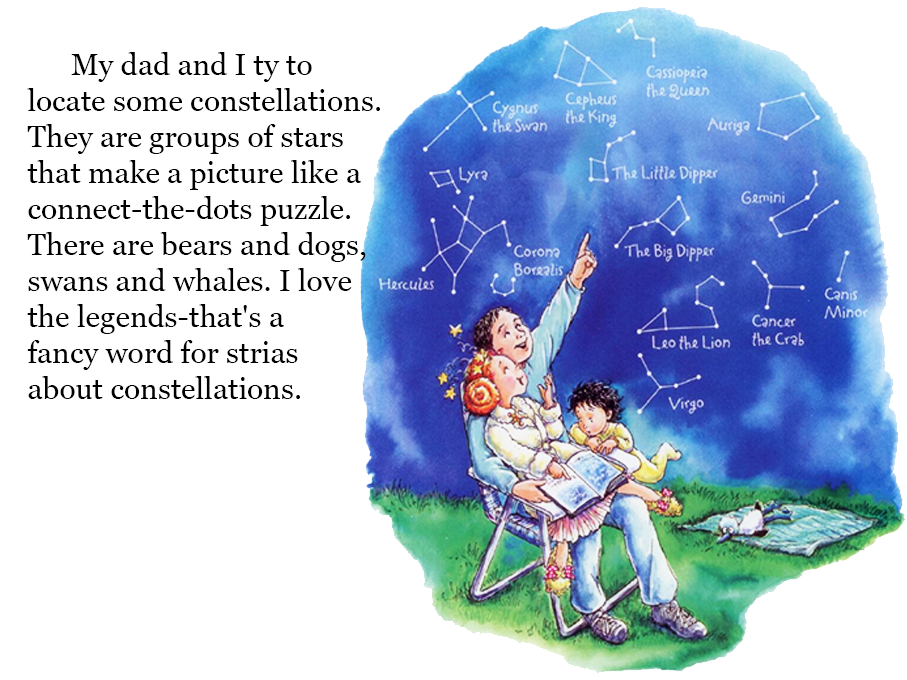 My dad and I ty to
locate some constellations.
They are groups of stars
that make a picture like a
connect-the-dots puzzle.
There are bears and dogs,
swans and whales. I love
the legends-that's a
fancy word for strias
about constellations.
Cassiopeia
the Queen
Cepheus
the King
Cygnus
the Swan
Auriga
Lyra
The Little Dipper
Gemini
The Big Dipper
Corona
Borealis
Hercules
Canis
Minor
Cancer
the Crab
Leo the Lion
Virgo